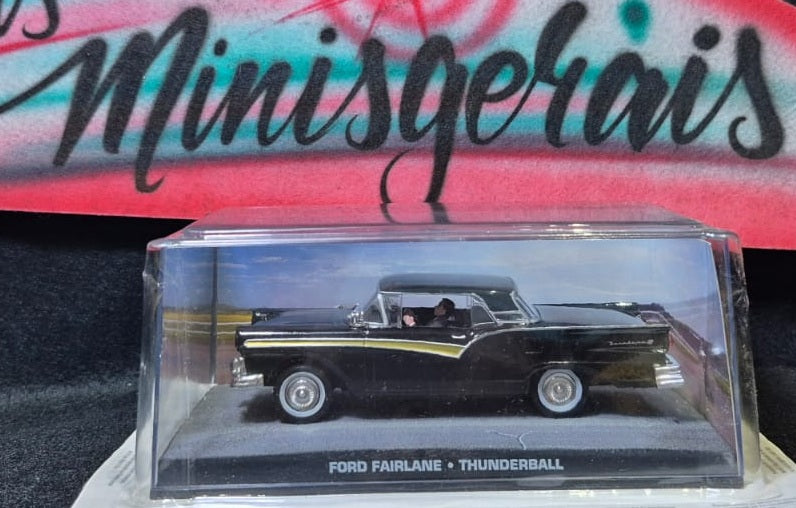 Minisgerais
FORD FAIRLANE • THUNDERBALL